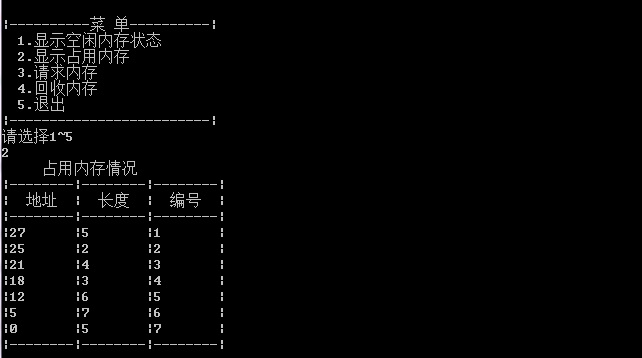 ¦----------菜 单----------¦
1.显示空闲内存状态
2.显示占用内存
3.请求内存
4.回收内存
5.退出
¦-------------------------¦
请选择1~5
2
占用内存情况
¦--------¦--------¦--------¦
¦ 地址 ¦ 长度 ¦ 编号 ¦
¦--------¦--------¦--------¦
¦27 ¦5 ¦1 ¦
¦25 ¦2 ¦2 ¦
¦21 ¦4 ¦3 ¦
¦18 ¦3 ¦4 ¦
¦12 ¦6 ¦5 ¦
¦5 ¦7 ¦6 ¦
¦0 ¦5 ¦7 ¦
¦--------¦--------¦--------¦